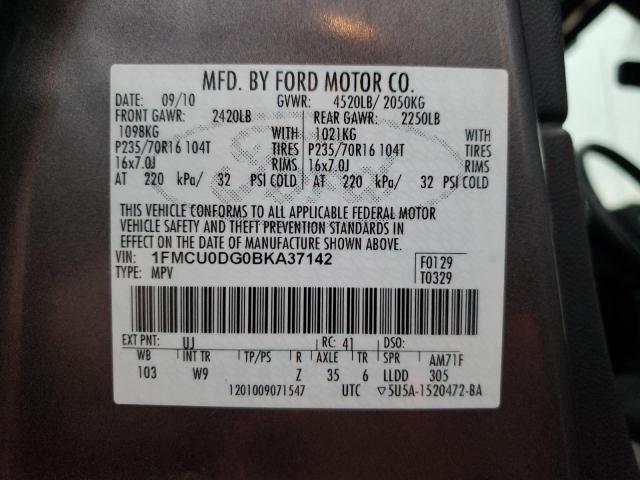 MFD. BY FORD MOTOR CO.
DATE: 09/10 GVWR: 4520LB/ 2050KG
FRONT GAWR: 2420LB REAR GAWR: 2250LB
1098KG WITH 1021KG WITH
P235/70R16 104T TIRES P235/70R16 104T TIRES
16x7.0J RIMS 16x7.0J RIMS
AT 220 kPa/ 32 PSI COLD AT 220 kPa/ 32 PSI COLD
THIS VEHICLE CONFORMS TO ALL APPLICABLE FEDERAL MOTOR
VEHICLE SAFETY AND THEFT PREVENTION STANDARDS IN
EFFECT ON THE DATE OF MANUFACTURE SHOWN ABOVE.
VIN: 1FMCU0DG0BKA37142 F0129
TYPE: MPV T0329
EXT PNT: UJ RC: 41 DSO:
WB INT TR TP/PS R AXLE TR SPR AM71F
103 W9 Z 35 6 LLDD 305
1201009071547 UTC ▽5U5A-1520472-BA